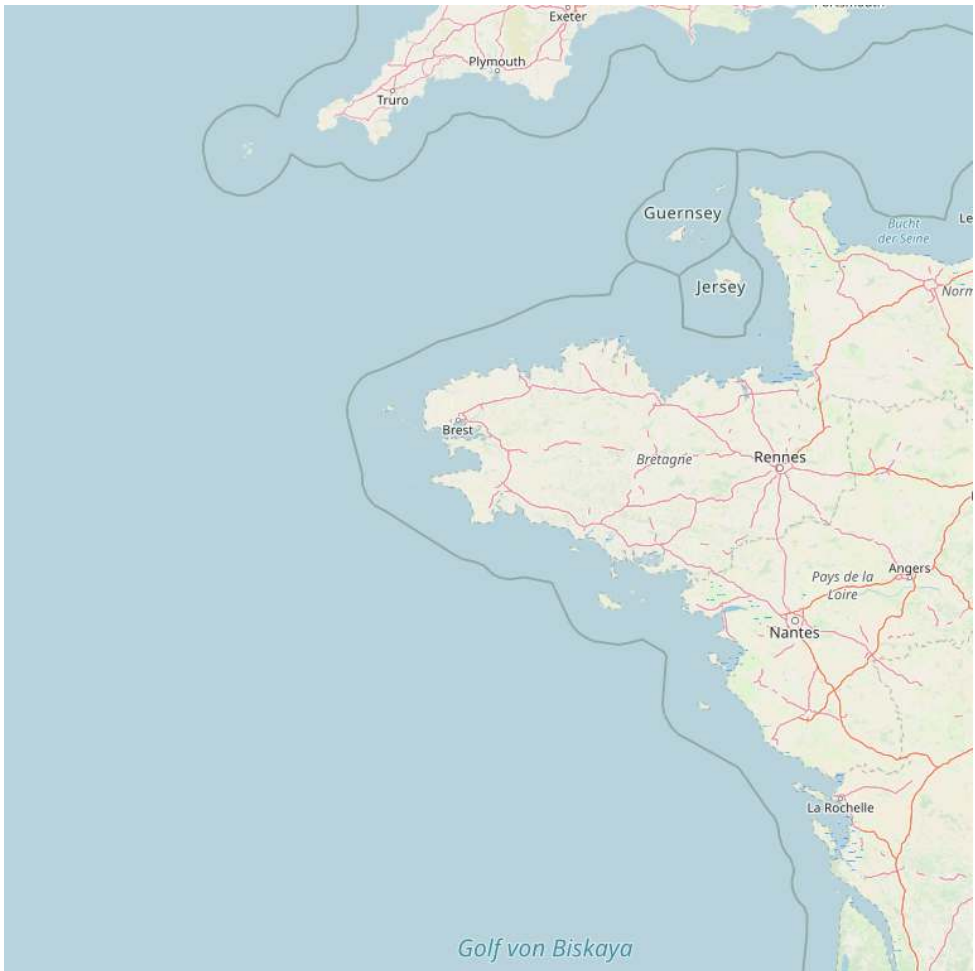 Exeter
Plymouth
Truro
Guernsey
Bucht
der Seine
Jersey
Brest
Bretagne
Rennes
Angers
Pays de la
Loire
Nantes
La Rochelle
Golf von Biskaya